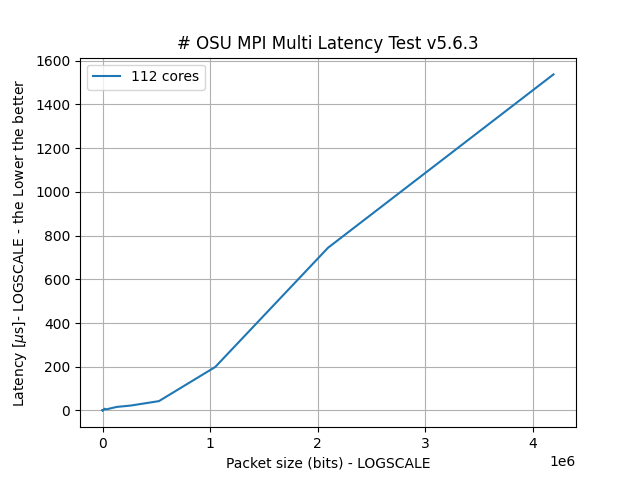 # OSU MPI Multi Latency Test v5.6.3
112 cores
Latency [μs]- LOGSCALE - the Lower the better
1600
1400
1200
1000
800
600
400
200
0
0 1 2 3 4
1e6
Packet size (bits) - LOGSCALE